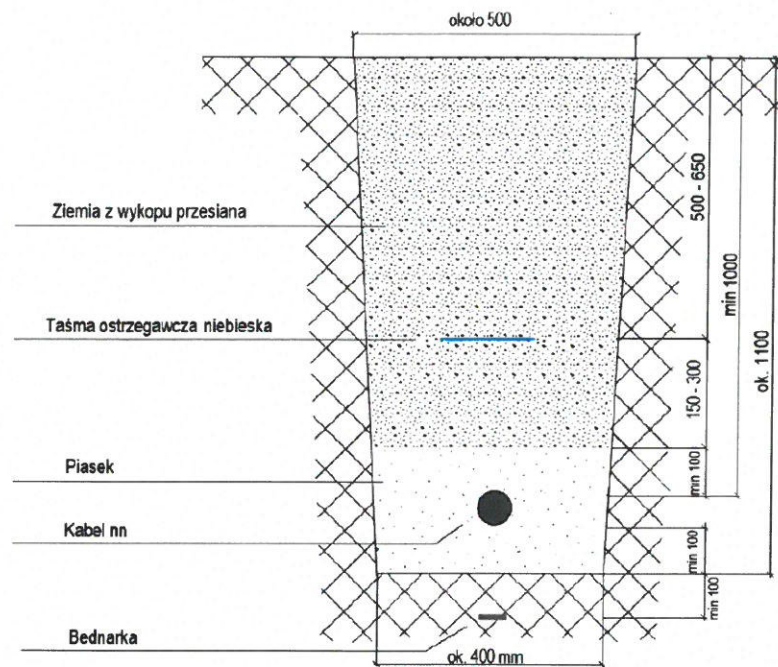 około 500
Ziemia z wykopu przesiana
500 - 650
min 1000
ok. 1100
Taśma ostrzegawcza niebieska
150 - 300
Piasek
min 100
Kabel nn
min 100
min 100
Bednarka
ok. 400 mm